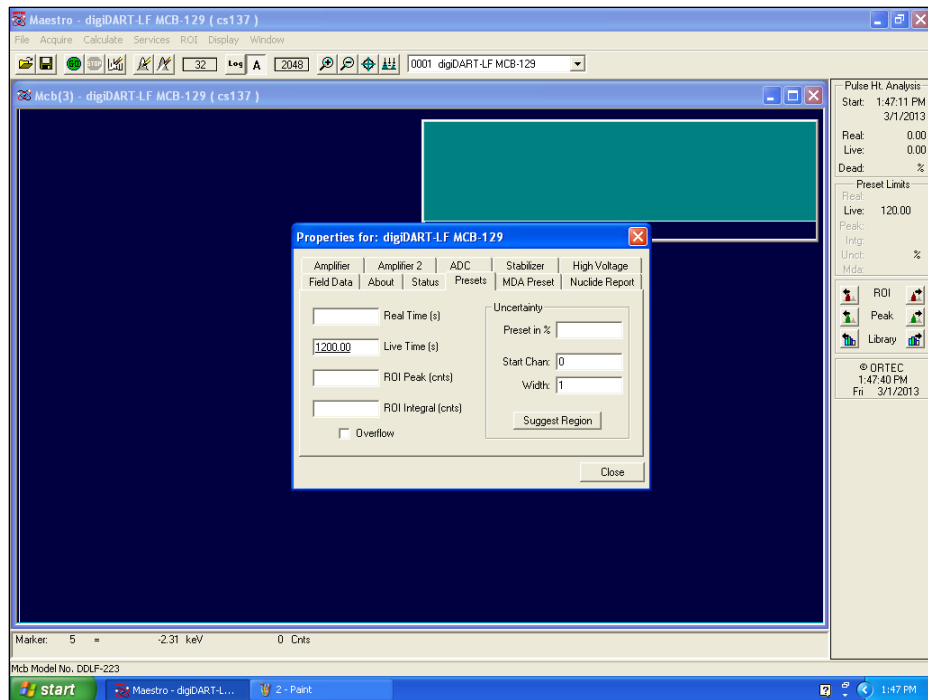 Maestro - digiDART-LF MCB-129 ( cs137 )
File Acquire Calculate Services ROI Display Window
GO STOP 32 Log A 2048 0001 digiDART-LF MCB-129
Mcb(3) - digiDART-LF MCB-129 ( cs137 )
Pulse Ht. Analysis
Start: 1:47:11 PM
3/1/2013
Real: 0.00
Live: 0.00
Dead: %
Preset Limits
Real:
Live: 120.00
Peak:
Intg:
Unct: %
Mda:
ROI
Peak
Library
© ORTEC
1:47:40 PM
Fri 3/1/2013
Properties for: digiDART-LF MCB-129
Amplifier Amplifier 2 ADC Stabilizer High Voltage
Field Data About Status Presets MDA Preset Nuclide Report
Real Time (s)
1200.00 Live Time (s)
ROI Peak (cnts)
ROI Integral (cnts)
Overflow
Uncertainty
Preset in %
Start Chan: 0
Width: 1
Suggest Region
Close
Marker: 5 = -2.31 keV 0 Cnts
Mcb Model No. DDLF-223
start Maestro - digiDART-L... 2 - Paint ? 1:47 PM